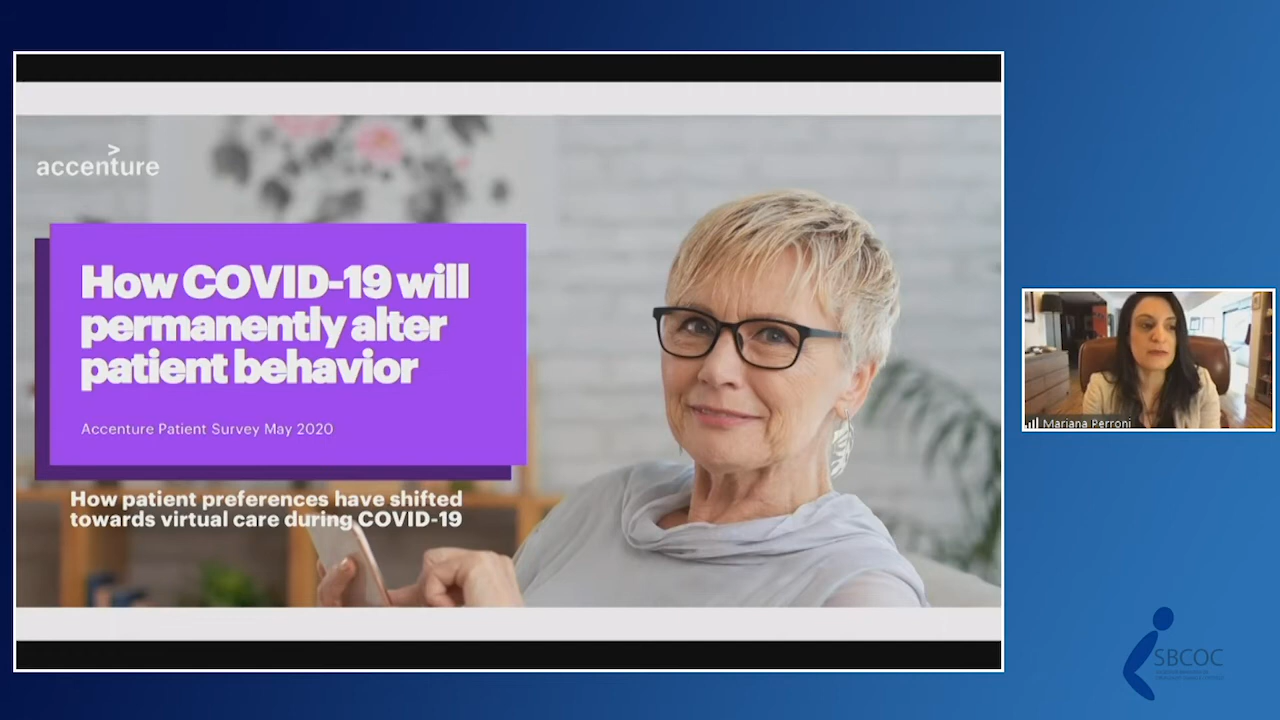 accenture
How COVID-19 will
permanently alter
patient behavior
Accenture Patient Survey May 2020
How patient preferences have shifted
towards virtual care during COVID-19
Mariana Perroni
SBCOC